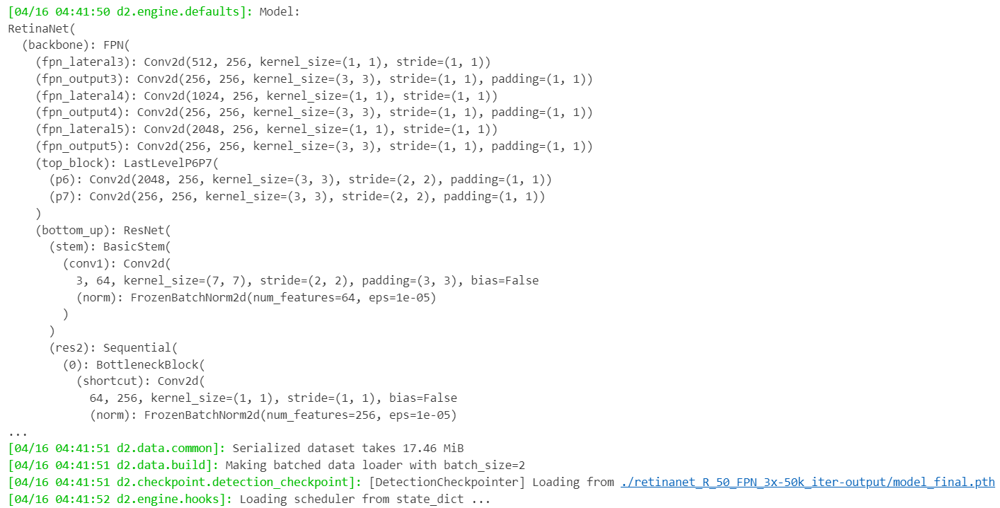 [04/16 04:41:50 d2.engine.defaults]: Model:
RetinaNet(
  (backbone): FPN(
    (fpn_lateral3): Conv2d(512, 256, kernel_size=(1, 1), stride=(1, 1))
    (fpn_output3): Conv2d(256, 256, kernel_size=(3, 3), stride=(1, 1), padding=(1, 1))
    (fpn_lateral4): Conv2d(1024, 256, kernel_size=(1, 1), stride=(1, 1))
    (fpn_output4): Conv2d(256, 256, kernel_size=(3, 3), stride=(1, 1), padding=(1, 1))
    (fpn_lateral5): Conv2d(2048, 256, kernel_size=(1, 1), stride=(1, 1))
    (fpn_output5): Conv2d(256, 256, kernel_size=(3, 3), stride=(1, 1), padding=(1, 1))
    (top_block): LastLevelP6P7(
      (p6): Conv2d(2048, 256, kernel_size=(3, 3), stride=(2, 2), padding=(1, 1))
      (p7): Conv2d(256, 256, kernel_size=(3, 3), stride=(2, 2), padding=(1, 1))
    )
    (bottom_up): ResNet(
      (stem): BasicStem(
        (conv1): Conv2d(
          3, 64, kernel_size=(7, 7), stride=(2, 2), padding=(3, 3), bias=False
          (norm): FrozenBatchNorm2d(num_features=64, eps=1e-05)
        )
      )
      (res2): Sequential(
        (0): BottleneckBlock(
          (shortcut): Conv2d(
            64, 256, kernel_size=(1, 1), stride=(1, 1), bias=False
            (norm): FrozenBatchNorm2d(num_features=256, eps=1e-05)
...
[04/16 04:41:51 d2.data.common]: Serialized dataset takes 17.46 MiB
[04/16 04:41:51 d2.data.build]: Making batched data loader with batch_size=2
[04/16 04:41:51 d2.checkpoint.detection_checkpoint]: [DetectionCheckpointer] Loading from ./retinanet_R_50_FPN_3x-50k_iter-output/model_final.pth
[04/16 04:41:52 d2.engine.hooks]: Loading scheduler from state_dict ...